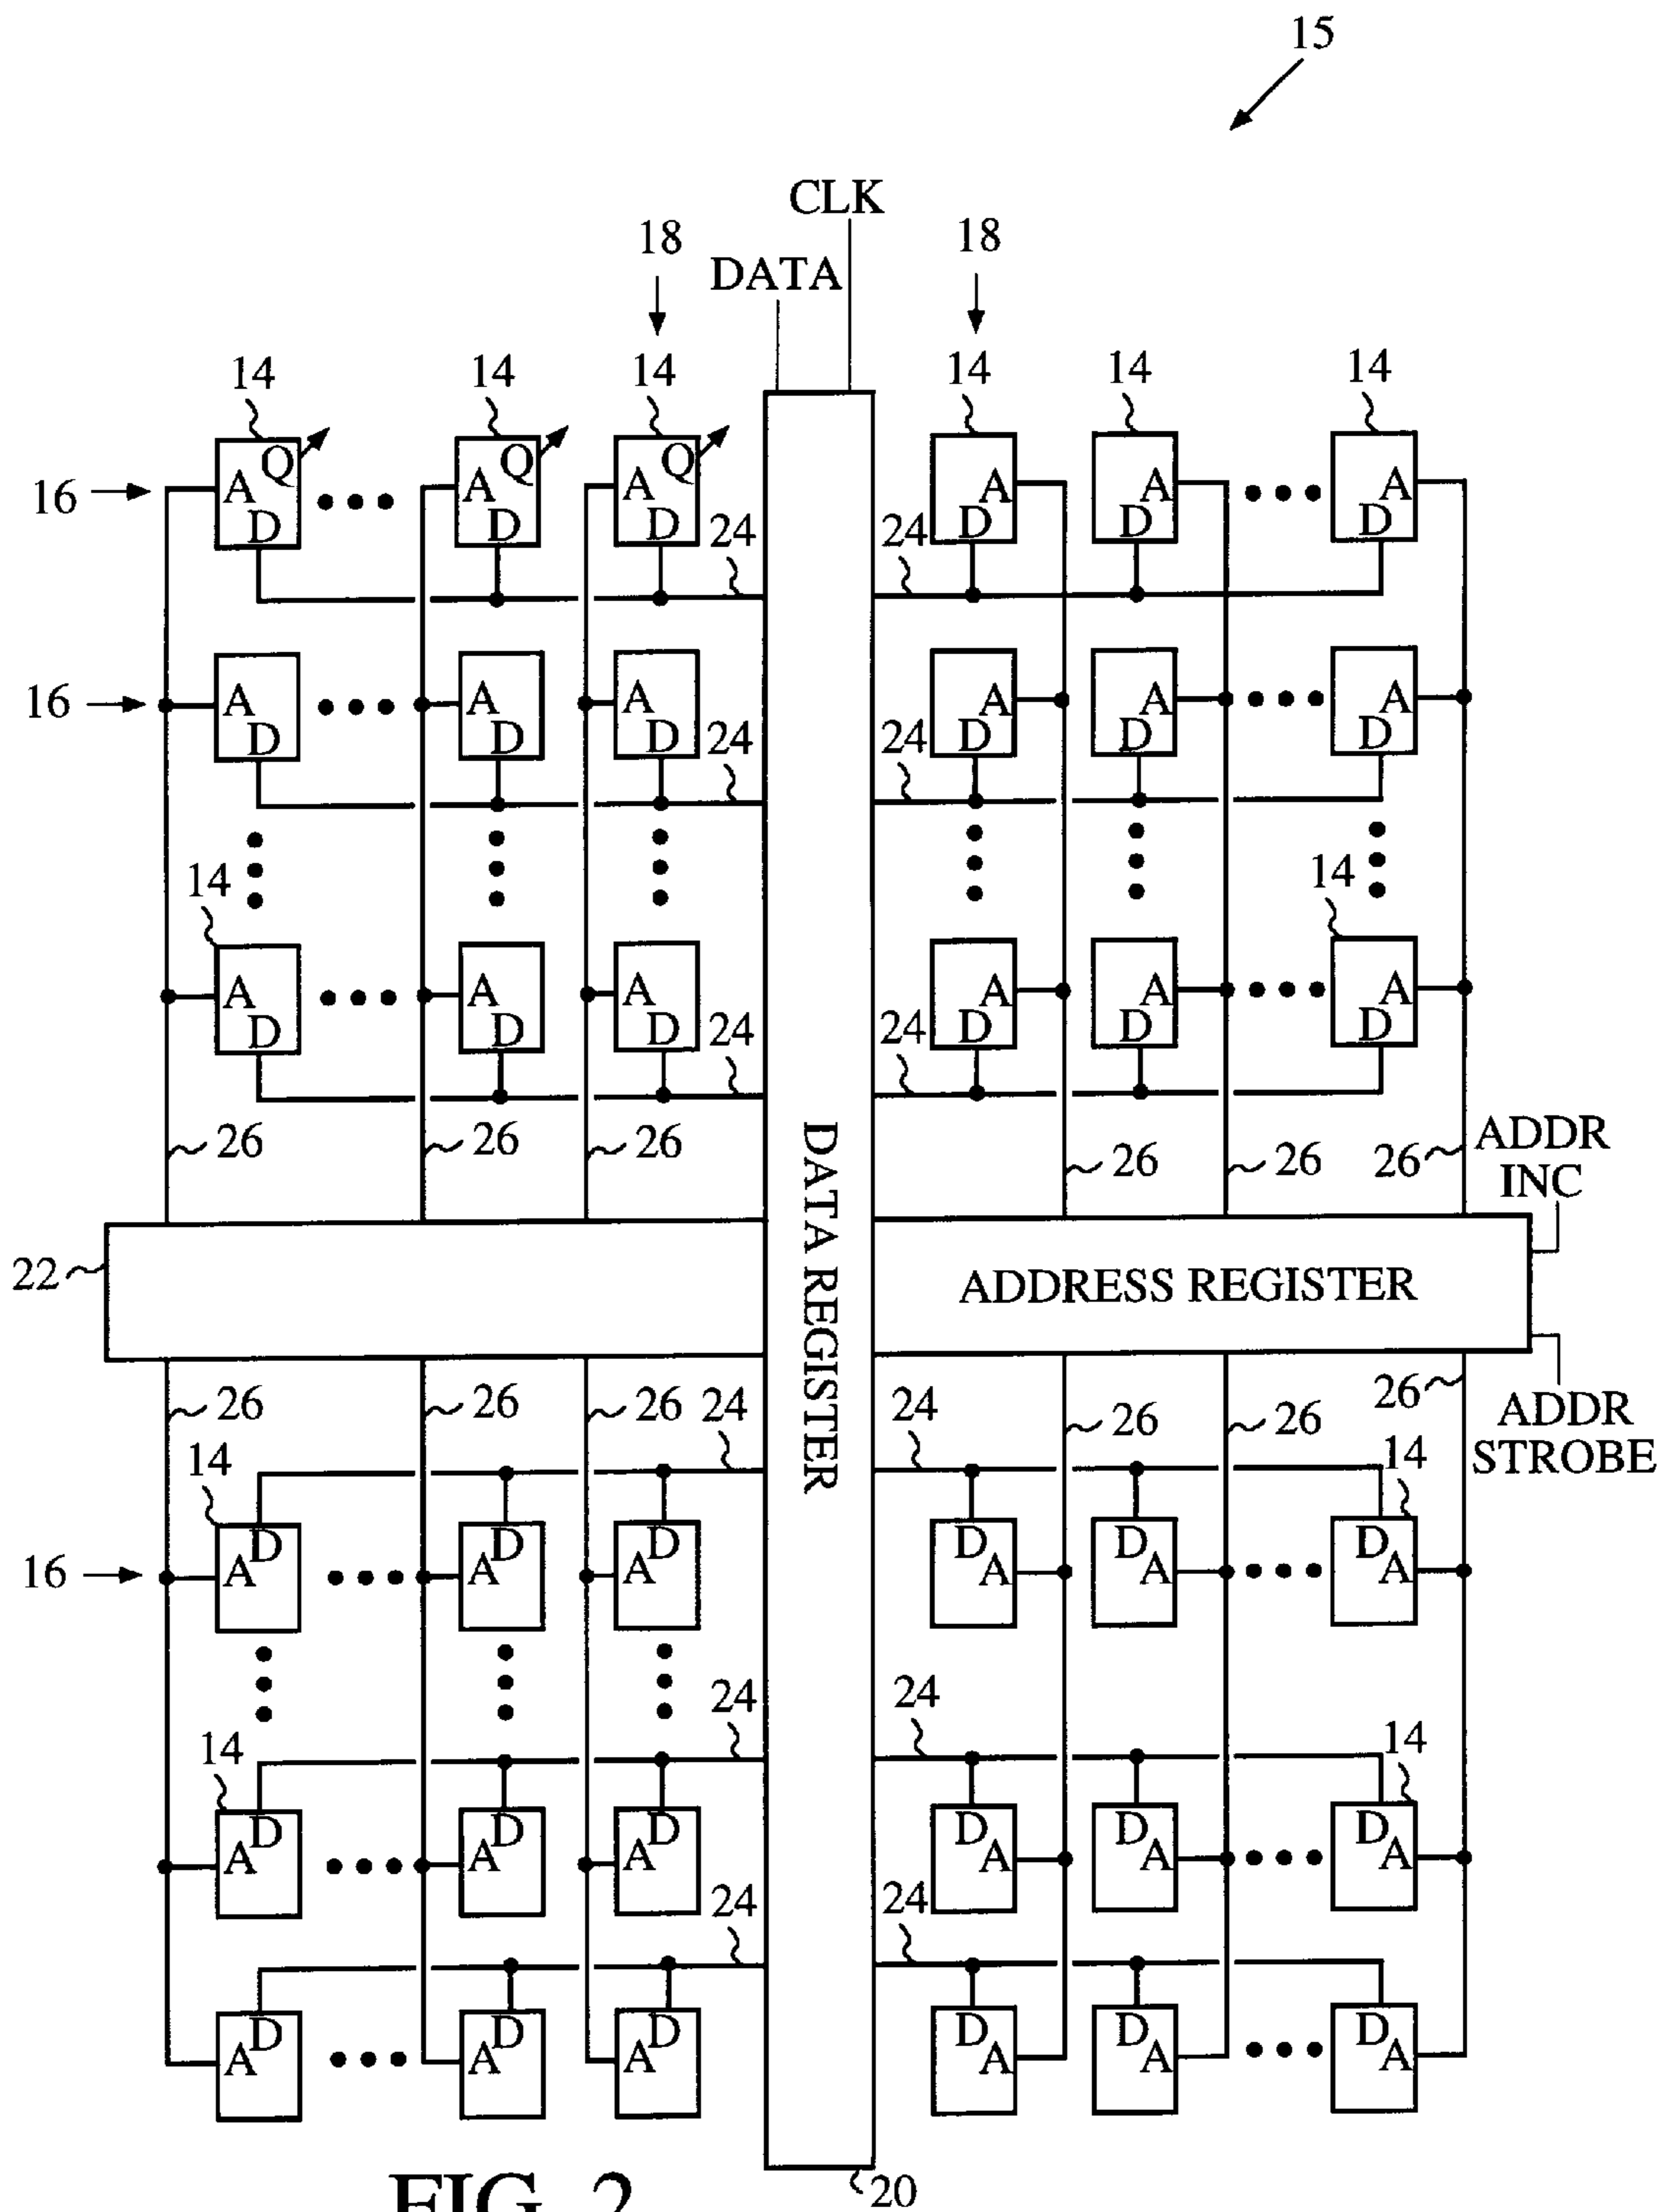 15
CLK
18 DATA 18
14 14 14 14 14 14
16 A Q D A Q D A Q D A D A D A D
24 24
16 A D A D A D A D A D A D
24 24
14 14
A D A D A D A D A D A D
24 24
26 26 26 26 26 26 ADDR
INC
22 DATA REGISTER ADDRESS REGISTER
26 26 26 24 24 26 26 26 ADDR
STROBE
14 14
16 A D A D A D D A D A D A
24 24
14 14
A D A D A D D A D A D A
24 24
A D A D A D D A D A D A
FIG. 2 20